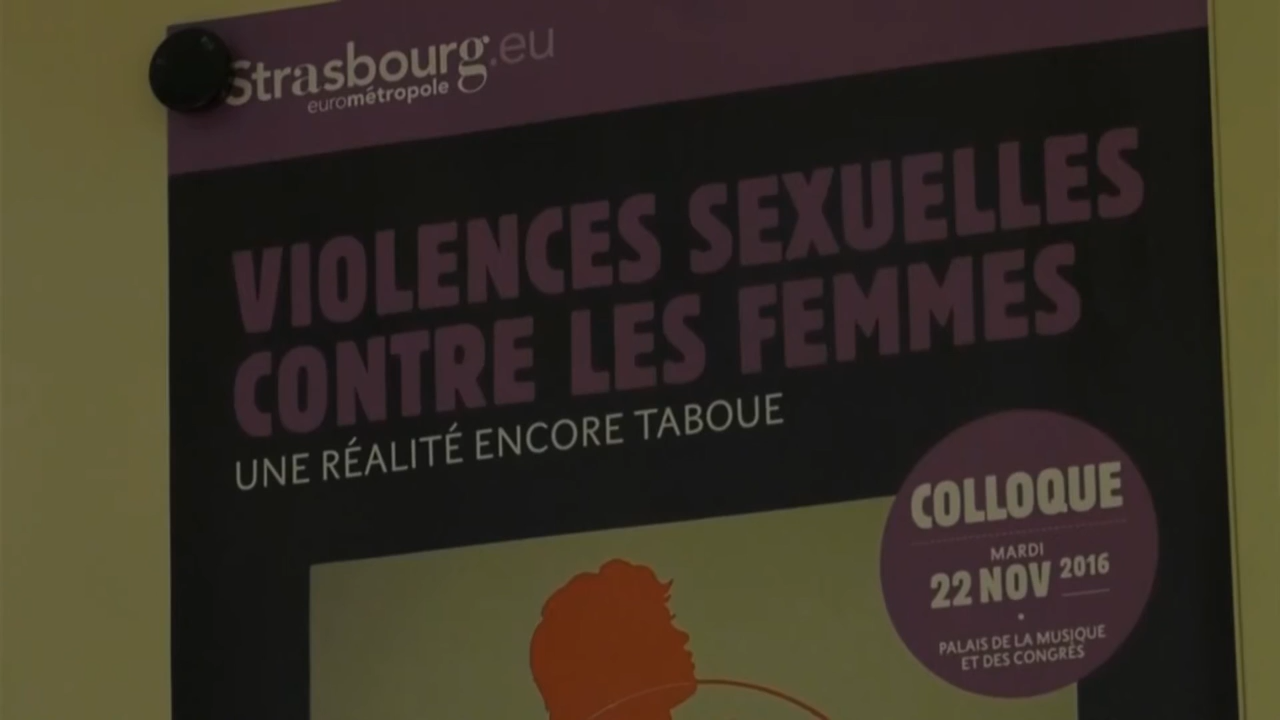 Strasbourg.eu
eurométropole
VIOLENCES SEXUELLES
CONTRE LES FEMMES
UNE RÉALITÉ ENCORE TABOUE
COLLOQUE
MARDI
22 NOV 2016
PALAIS DE LA MUSIQUE
ET DES CONGRÈS